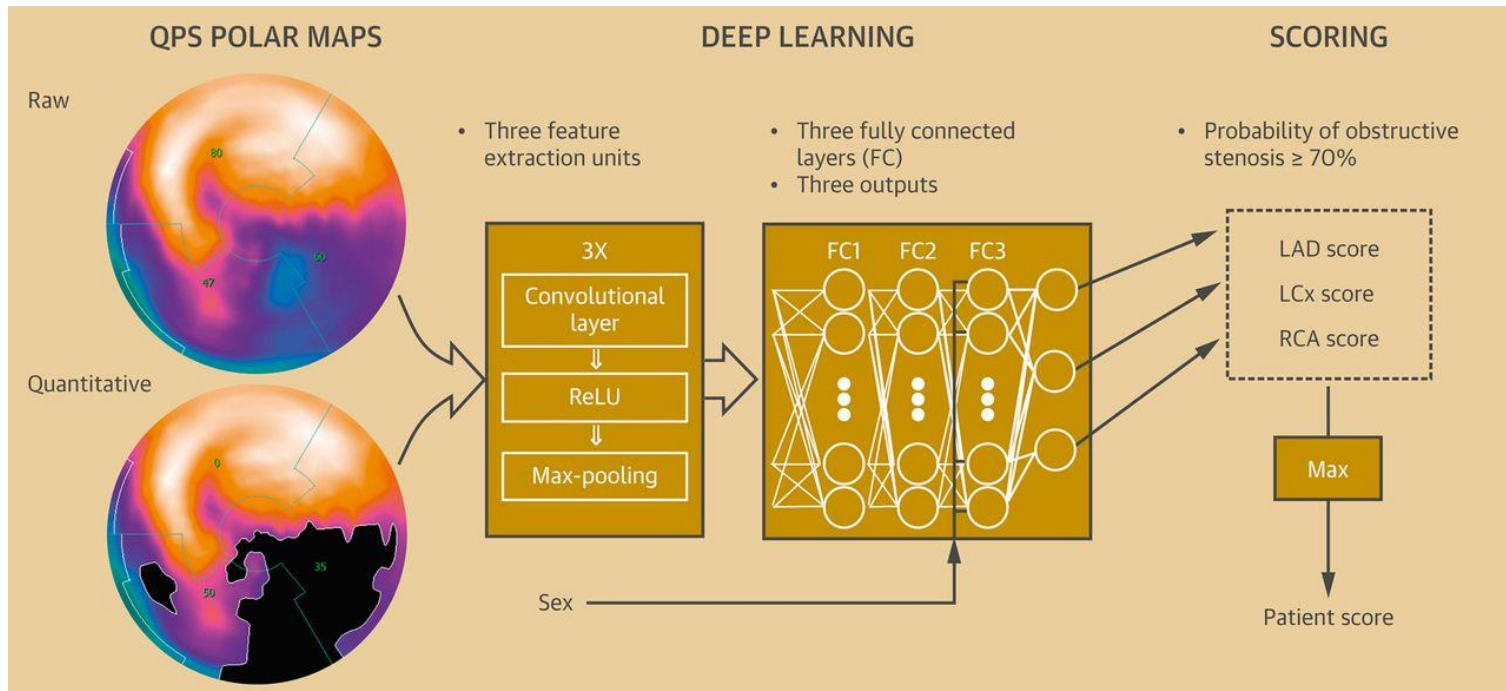 QPS POLAR MAPS
DEEP LEARNING
SCORING
Raw
80
60
47
Quantitative
0
35
50
• Three feature
extraction units
• Three fully connected
layers (FC)
• Three outputs
• Probability of obstructive
stenosis ≥ 70%
3X
Convolutional
layer
⇓
ReLU
⇓
Max-pooling
FC1 FC2 FC3
Sex
LAD score
LCx score
RCA score
Max
Patient score